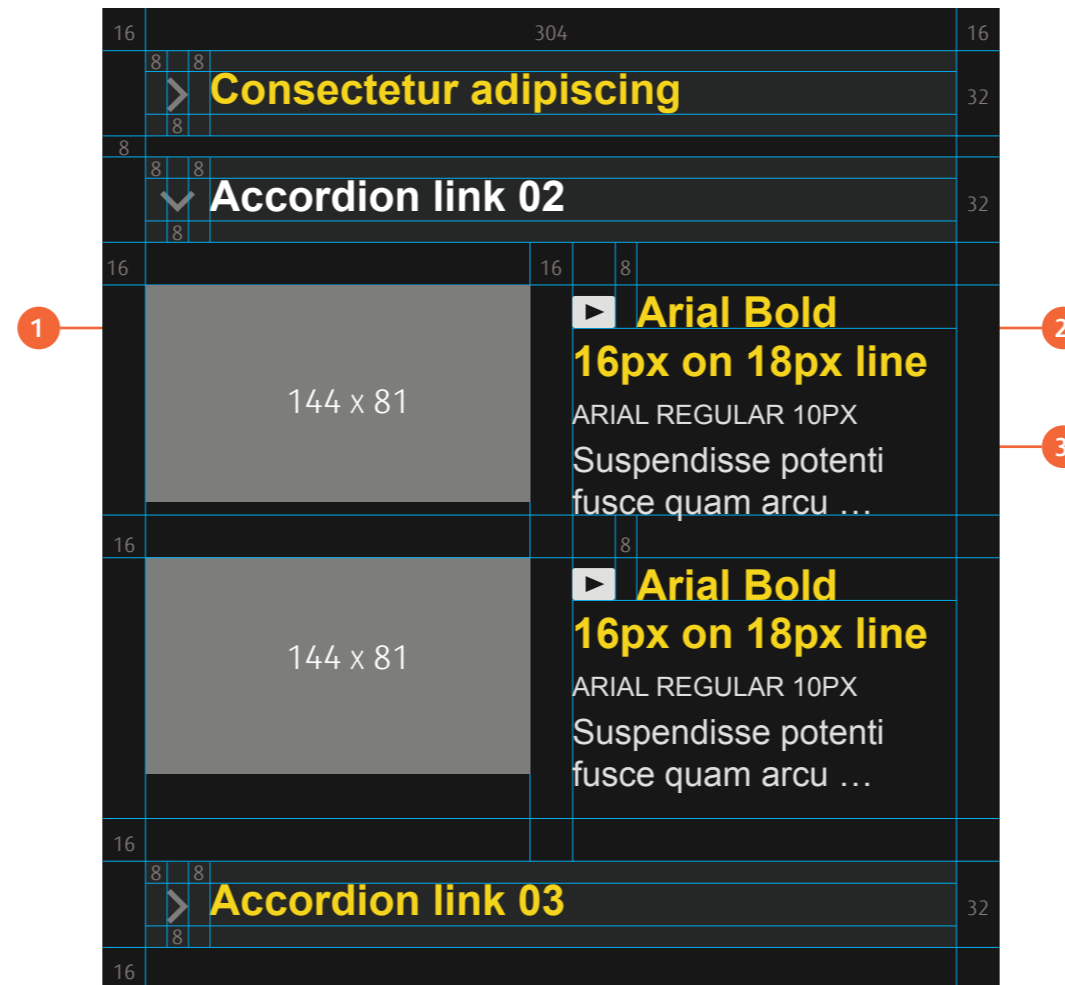 16 304 16
8 8
Consectetur adipiscing 32
8
8
8 8
Accordion link 02 32
8
16 16 8
1 Arial Bold 2
16px on 18px line
144 x 81
ARIAL REGULAR 10PX
3
Suspendisse potenti
fusce quam arcu …
16 8
Arial Bold
16px on 18px line
144 x 81
ARIAL REGULAR 10PX
Suspendisse potenti
fusce quam arcu …
16
8 8
Accordion link 03 32
8
16